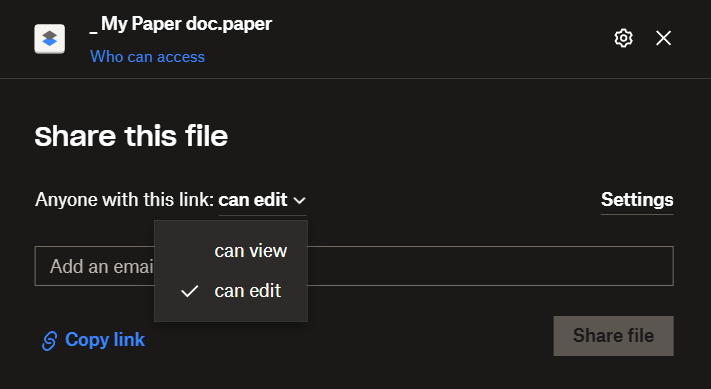 _ My Paper doc.paper
Who can access
Share this file
Anyone with this link: can edit
Settings
can view
can edit
Add an emai
Copy link
Share file